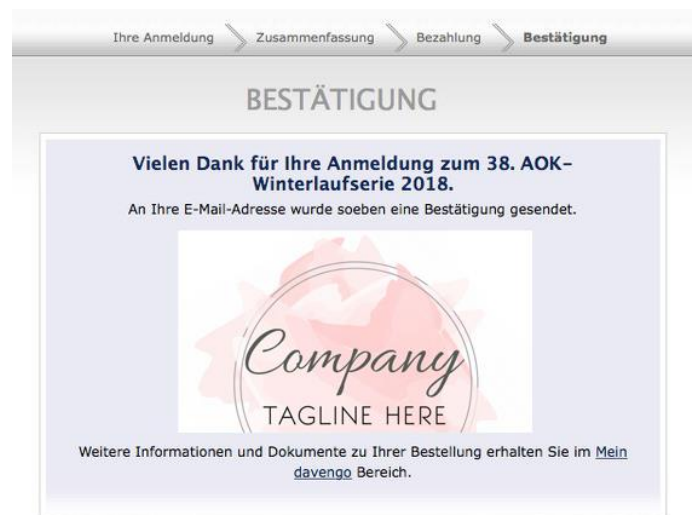 Ihre Anmeldung Zusammenfassung Bezahlung Bestätigung
BESTÄTIGUNG
Vielen Dank für Ihre Anmeldung zum 38. AOK-
Winterlaufserie 2018.
An Ihre E-Mail-Adresse wurde soeben eine Bestätigung gesendet.
Company
TAGLINE HERE
Weitere Informationen und Dokumente zu Ihrer Bestellung erhalten Sie im Mein
davengo Bereich.